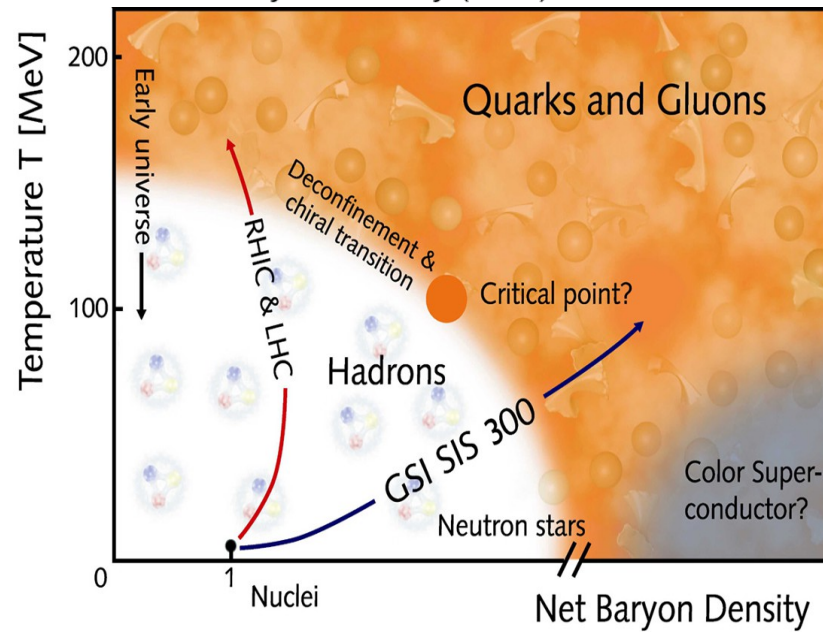 Temperature T [MeV]
200
100
0
Early universe
Quarks and Gluons
Deconfinement &
chiral transition
RHIC & LHC
Critical point?
Hadrons
GSI SIS 300
Color Super-
conductor?
Neutron stars
1
Nuclei
Net Baryon Density